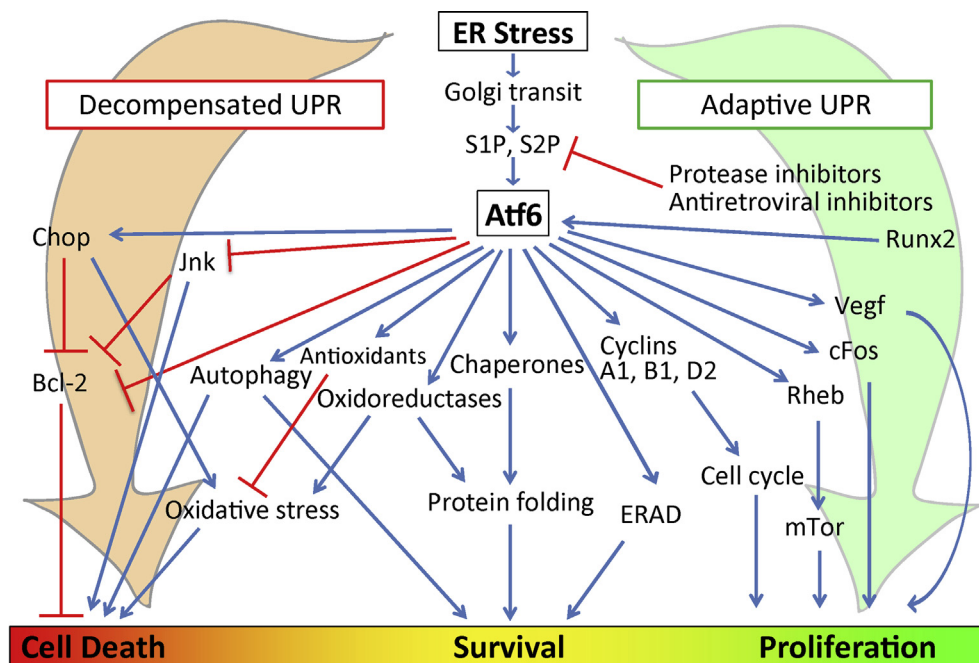 ER Stress
Golgi transit
Decompensated UPR
Adaptive UPR
S1P, S2P
Protease inhibitors
Antiretroviral inhibitors
Atf6
Chop
Runx2
Jnk
Vegf
Antioxidants
Chaperones
Cyclins
A1, B1, D2
cFos
Bcl-2
Autophagy
Oxidoreductases
Rheb
Cell cycle
Oxidative stress
Protein folding
ERAD
mTor
Cell Death
Survival
Proliferation